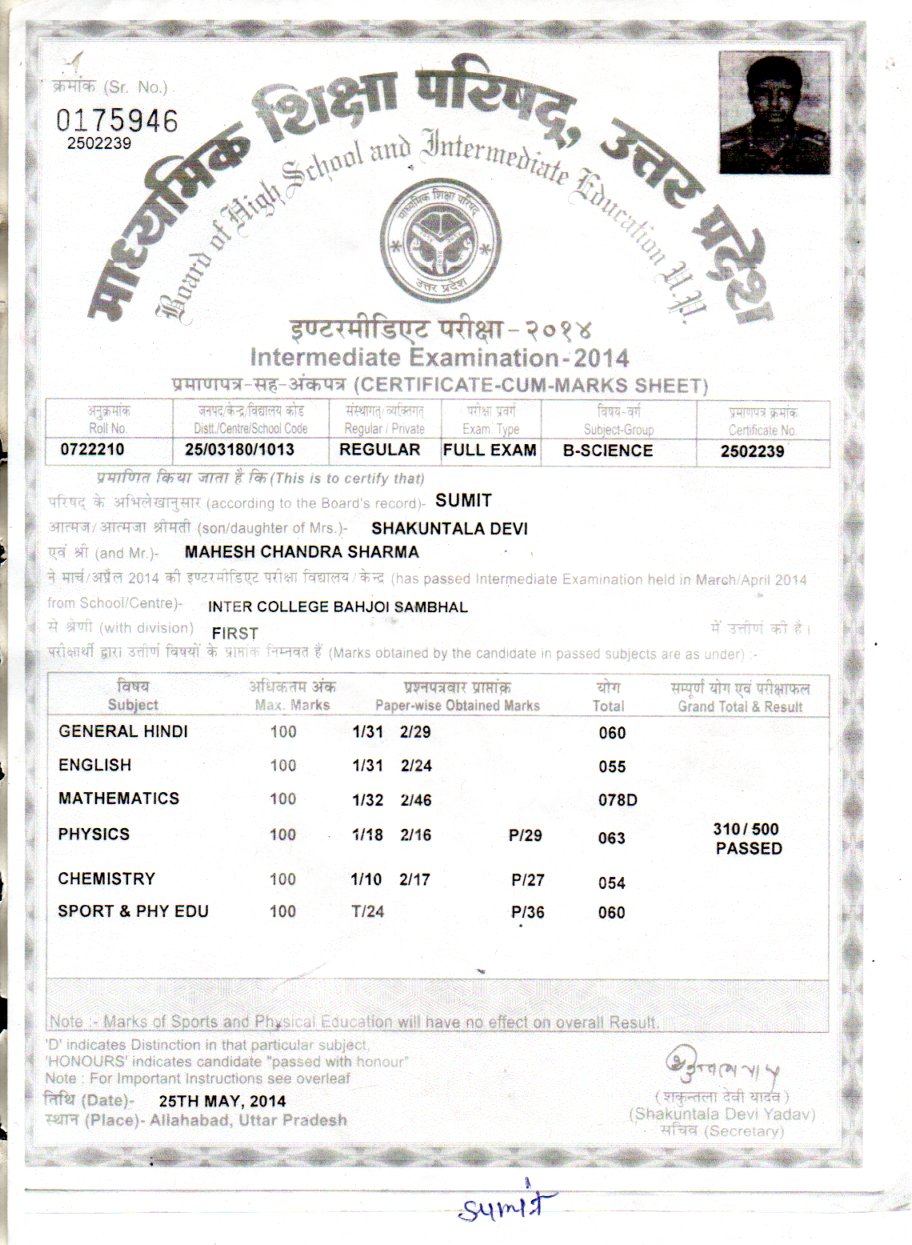 क्रमांक (Sr. No.)
0175946
2502239
माध्यमिक शिक्षा परिषद्, उत्तर प्रदेश
Board of High School and Intermediate Education U.P.
माध्यमिक शिक्षा परिषद्
उत्तर प्रदेश
इण्टरमीडिएट परीक्षा-२०१४
Intermediate Examination-2014
प्रमाणपत्र-सह-अंकपत्र (CERTIFICATE-CUM-MARKS SHEET)
अनुक्रमांक जनपद/केन्द्र/विद्यालय कोड संस्थागत/व्यक्तिगत परीक्षा प्रवर्ग विषय-वर्ग प्रमाणपत्र क्रमांक
Roll No. Distt./Centre/School Code Regular / Private Exam. Type Subject-Group Certificate No.
0722210 25/03180/1013 REGULAR FULL EXAM B-SCIENCE 2502239
प्रमाणित किया जाता है कि (This is to certify that)
परिषद् के अभिलेखानुसार (according to the Board's record)- SUMIT
आत्मज/आत्मजा श्रीमती (son/daughter of Mrs.)- SHAKUNTALA DEVI
एवं श्री (and Mr.)- MAHESH CHANDRA SHARMA
ने मार्च/अप्रैल 2014 की इण्टरमीडिएट परीक्षा विद्यालय/केन्द्र (has passed Intermediate Examination held in March/April 2014
from School/Centre)- INTER COLLEGE BAHJOI SAMBHAL
से श्रेणी (with division) FIRST में उत्तीर्ण की है।
परीक्षार्थी द्वारा उत्तीर्ण विषयों के प्राप्तांक निम्नवत हैं (Marks obtained by the candidate in passed subjects are as under) :-
विषय अधिकतम अंक प्रश्नपत्रवार प्राप्तांक योग सम्पूर्ण योग एवं परीक्षाफल
Subject Max. Marks Paper-wise Obtained Marks Total Grand Total & Result
GENERAL HINDI 100 1/31 2/29 060
ENGLISH 100 1/31 2/24 055
MATHEMATICS 100 1/32 2/46 078D
PHYSICS 100 1/18 2/16 P/29 063 310/500
PASSED
CHEMISTRY 100 1/10 2/17 P/27 054
SPORT & PHY EDU 100 T/24 P/36 060
Note :- Marks of Sports and Physical Education will have no effect on overall Result.
'D' indicates Distinction in that particular subject,
'HONOURS' indicates candidate "passed with honour"
Note : For Important Instructions see overleaf
तिथि (Date)- 25TH MAY, 2014
स्थान (Place)- Allahabad, Uttar Pradesh
(शकुन्तला देवी यादव)
(Shakuntala Devi Yadav)
सचिव (Secretary)
sumit